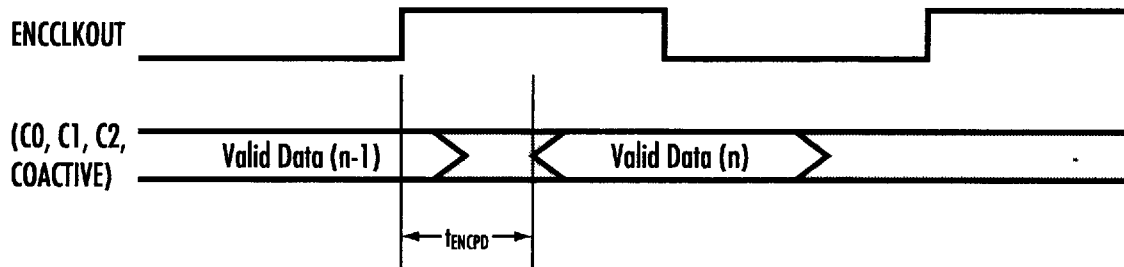 ENCCLKOUT
(C0, C1, C2,
COACTIVE)
Valid Data (n-1)
Valid Data (n)
tENCPD